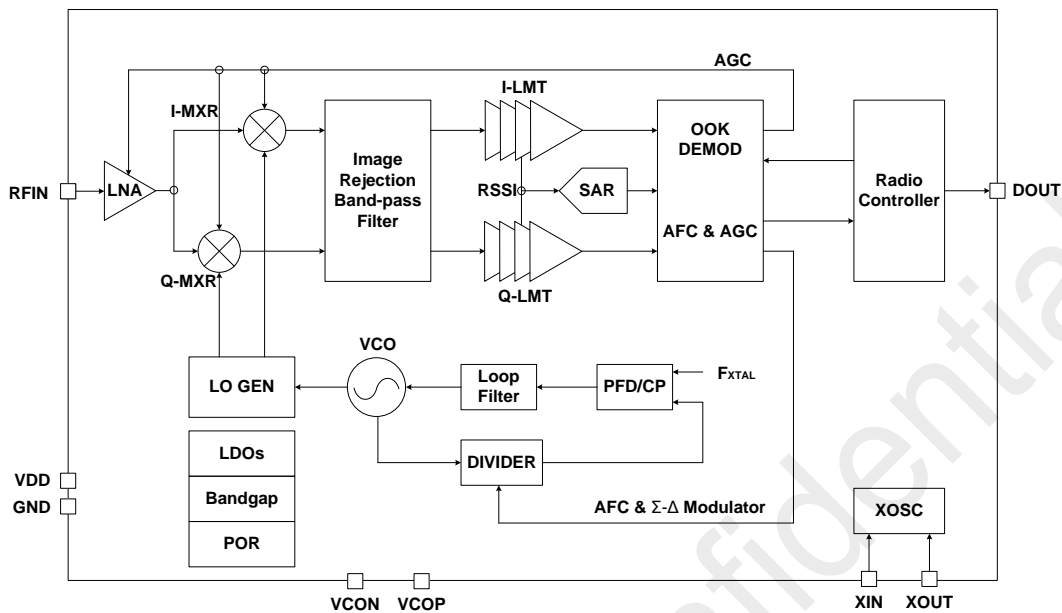 AGC
I-LMT
I-MXR
OOK
DEMOD
Image
Rejection
Band-pass
Filter
RFIN
LNA
RSSI
SAR
Radio
Controller
DOUT
AFC & AGC
Q-MXR
Q-LMT
VCO
LO GEN
Loop
Filter
PFD/CP
FXTAL
LDOs
DIVIDER
VDD
Bandgap
GND
AFC & Σ-Δ Modulator
XOSC
POR
VCON
VCOP
XIN
XOUT